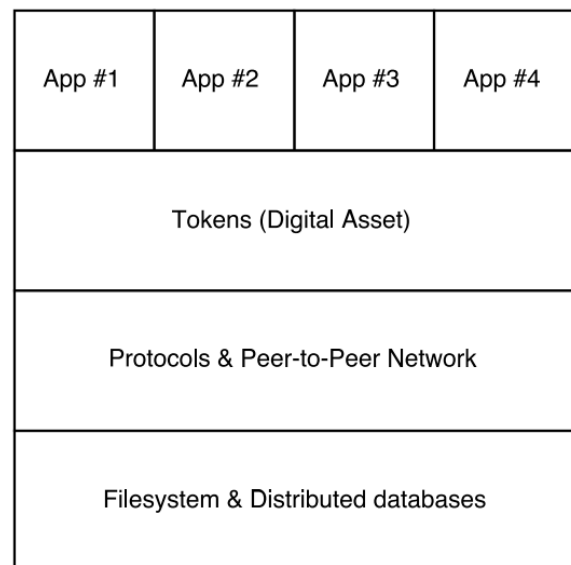 App #1
App #2
App #3
App #4
Tokens (Digital Asset)
Protocols & Peer-to-Peer Network
Filesystem & Distributed databases